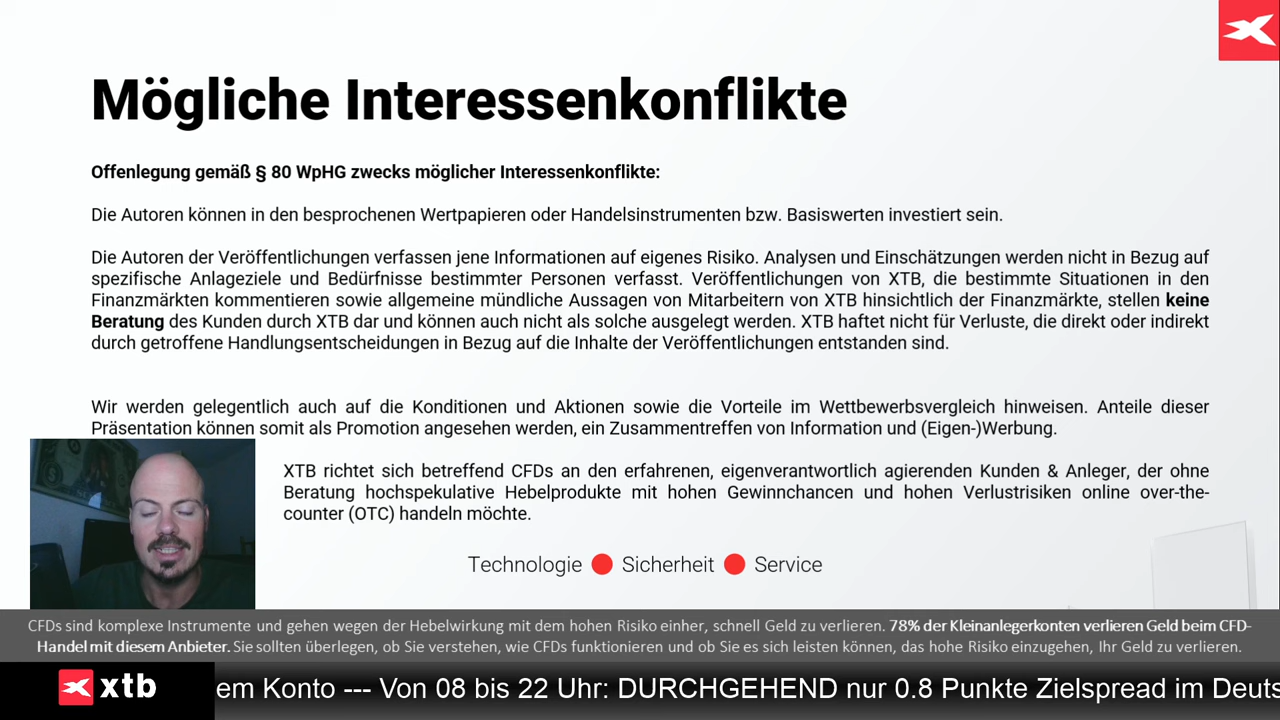 Mögliche Interessenkonflikte
Offenlegung gemäß § 80 WpHG zwecks möglicher Interessenkonflikte:
Die Autoren können in den besprochenen Wertpapieren oder Handelsinstrumenten bzw. Basiswerten investiert sein.
Die Autoren der Veröffentlichungen verfassen jene Informationen auf eigenes Risiko. Analysen und Einschätzungen werden nicht in Bezug auf
spezifische Anlageziele und Bedürfnisse bestimmter Personen verfasst. Veröffentlichungen von XTB, die bestimmte Situationen in den
Finanzmärkten kommentieren sowie allgemeine mündliche Aussagen von Mitarbeitern von XTB hinsichtlich der Finanzmärkte, stellen keine
Beratung des Kunden durch XTB dar und können auch nicht als solche ausgelegt werden. XTB haftet nicht für Verluste, die direkt oder indirekt
durch getroffene Handlungsentscheidungen in Bezug auf die Inhalte der Veröffentlichungen entstanden sind.
Wir werden gelegentlich auch auf die Konditionen und Aktionen sowie die Vorteile im Wettbewerbsvergleich hinweisen. Anteile dieser
Präsentation können somit als Promotion angesehen werden, ein Zusammentreffen von Information und (Eigen-)Werbung.
XTB richtet sich betreffend CFDs an den erfahrenen, eigenverantwortlich agierenden Kunden & Anleger, der ohne
Beratung hochspekulative Hebelprodukte mit hohen Gewinnchancen und hohen Verlustrisiken online over-the-
counter (OTC) handeln möchte.
Technologie Sicherheit Service
CFDs sind komplexe Instrumente und gehen wegen der Hebelwirkung mit dem hohen Risiko einher, schnell Geld zu verlieren. 78% der Kleinanlegerkonten verlieren Geld beim CFD-
Handel mit diesem Anbieter. Sie sollten überlegen, ob Sie verstehen, wie CFDs funktionieren und ob Sie es sich leisten können, das hohe Risiko einzugehen, Ihr Geld zu verlieren.
xtb em Konto --- Von 08 bis 22 Uhr: DURCHGEHEND nur 0.8 Punkte Zielspread im Deuts